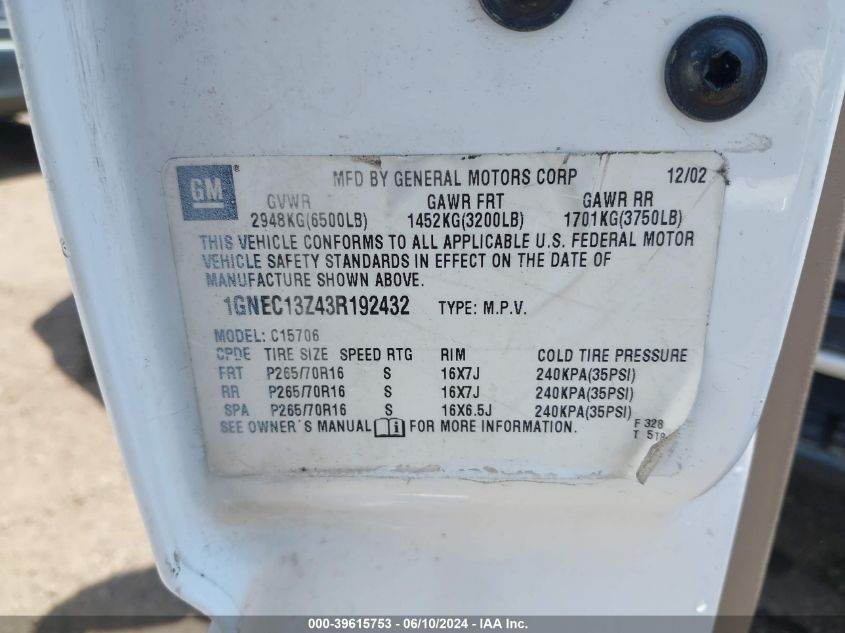 GM ® MFD BY GENERAL MOTORS CORP 12/02
GVWR GAWR FRT GAWR RR
2948KG(6500LB) 1452KG(3200LB) 1701KG(3750LB)
THIS VEHICLE CONFORMS TO ALL APPLICABLE U.S. FEDERAL MOTOR
VEHICLE SAFETY STANDARDS IN EFFECT ON THE DATE OF
MANUFACTURE SHOWN ABOVE.
1GNEC13Z43R192432 TYPE: M.P.V.
MODEL: C15706
CPDE TIRE SIZE SPEED RTG RIM COLD TIRE PRESSURE
FRT P265/70R16 S 16X7J 240KPA(35PSI)
RR P265/70R16 S 16X7J 240KPA(35PSI)
SPA P265/70R16 S 16X6.5J 240KPA(35PSI)
SEE OWNER'S MANUAL i FOR MORE INFORMATION.
F 328
T
000-39615753 - 06/10/2024 - IAA Inc.